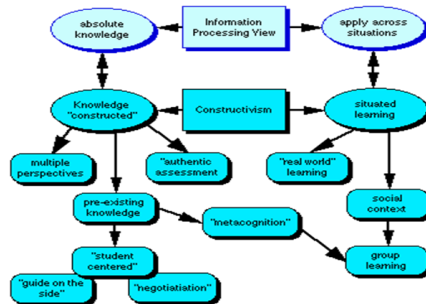 absolute
knowledge
Information
Processing View
apply across
situations
Knowledge
"constructed"
Constructivism
situated
learning
multiple
perspectives
"authentic
assessment
"real world"
learning
pre-existing
knowledge
"metacognition"
social
context
"student
centered"
group
learning
"guide on the
side"
"negotiatiation"